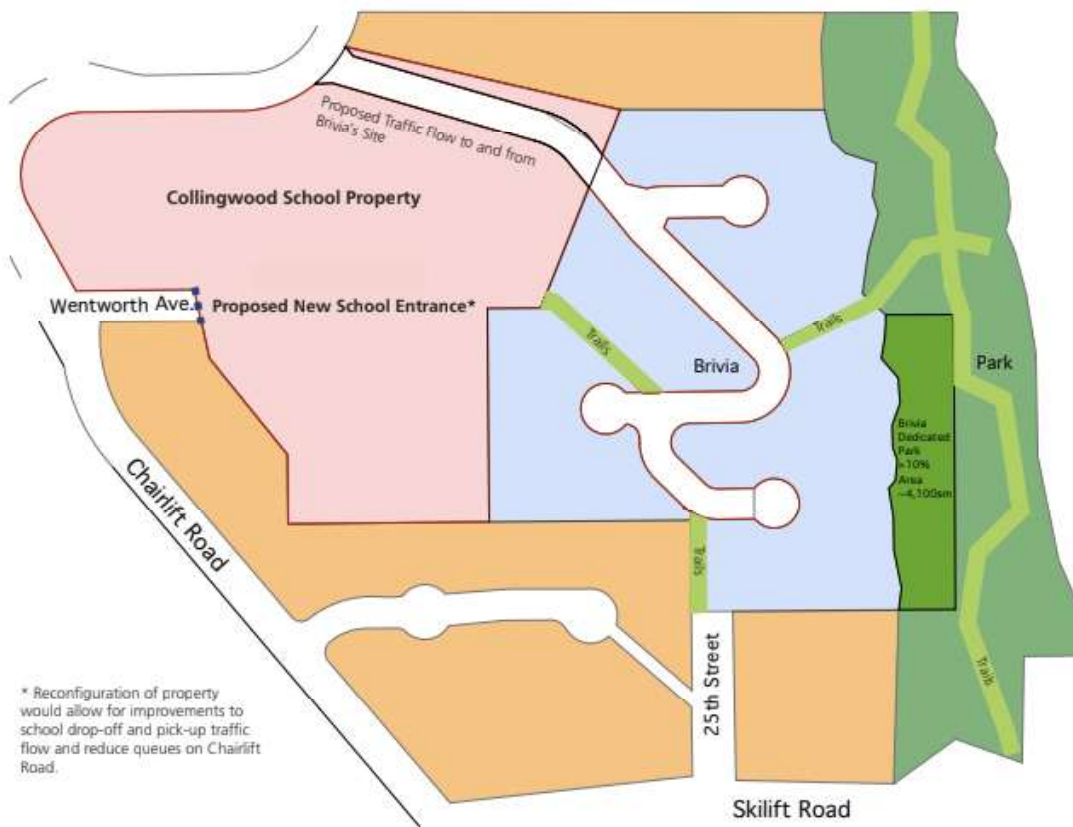 Proposed Traffic Flow to and from
Brivia's Site
Collingwood School Property
Wentworth Ave.
Proposed New School Entrance*
Trails
Trails
Brivia
Park
Brivia
Dedicated
Park
>10%
Area
~4,100sm
Chairlift Road
Trails
Trails
25th Street
* Reconfiguration of property
would allow for improvements to
school drop-off and pick-up traffic
flow and reduce queues on Chairlift
Road.
Skilift Road